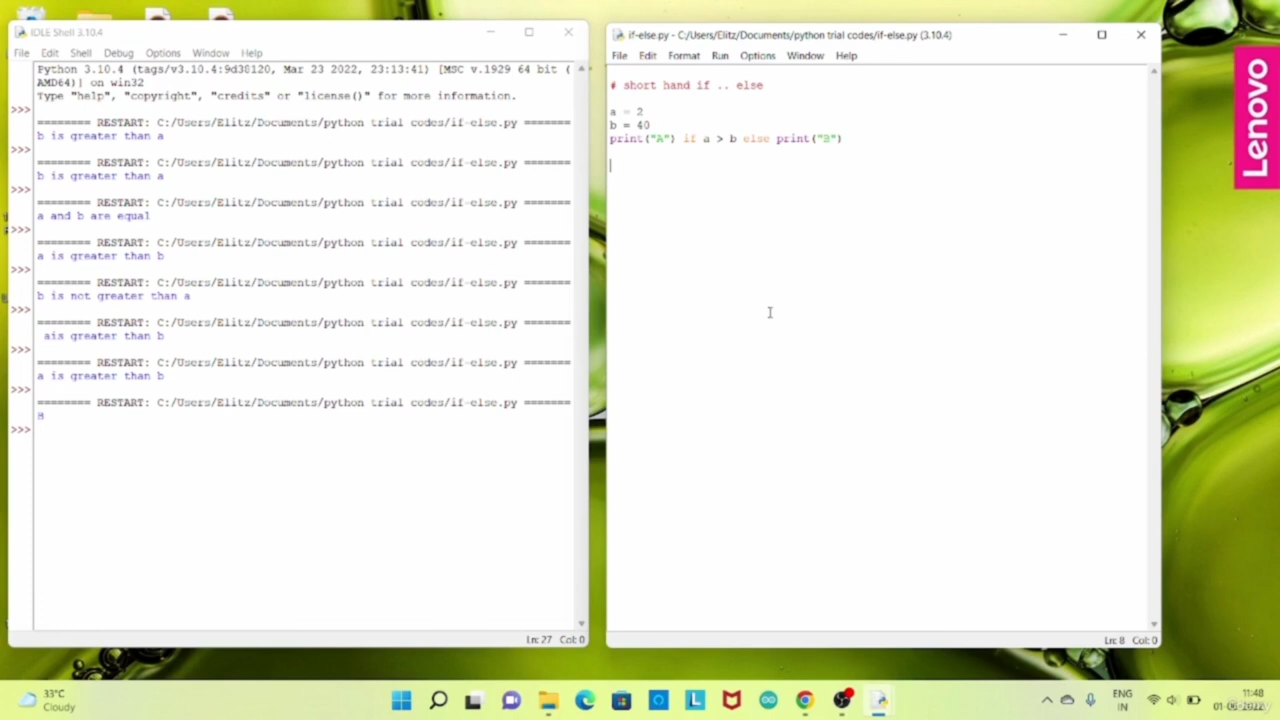 IDLE Shell 3.10.4
File Edit Shell Debug Options Window Help
Python 3.10.4 (tags/v3.10.4:9d38120, Mar 23 2022, 23:13:41) [MSC v.1929 64 bit (
AMD64)] on win32
Type "help", "copyright", "credits" or "license()" for more information.
>>>
======== RESTART: C:/Users/Elitz/Documents/python trial codes/if-else.py =======
b is greater than a
>>>
======== RESTART: C:/Users/Elitz/Documents/python trial codes/if-else.py =======
b is greater than a
>>>
======== RESTART: C:/Users/Elitz/Documents/python trial codes/if-else.py =======
a and b are equal
>>>
======== RESTART: C:/Users/Elitz/Documents/python trial codes/if-else.py =======
a is greater than b
>>>
======== RESTART: C:/Users/Elitz/Documents/python trial codes/if-else.py =======
b is not greater than a
>>>
======== RESTART: C:/Users/Elitz/Documents/python trial codes/if-else.py =======
ais greater than b
>>>
======== RESTART: C:/Users/Elitz/Documents/python trial codes/if-else.py =======
a is greater than b
>>>
======== RESTART: C:/Users/Elitz/Documents/python trial codes/if-else.py =======
B
>>>
Ln: 27 Col: 0
if-else.py - C:/Users/Elitz/Documents/python trial codes/if-else.py (3.10.4)
File Edit Format Run Options Window Help
# short hand if .. else
a = 2
b = 40
print("A") if a > b else print("B")
Ln: 8 Col: 0
Lenovo
33°C
Cloudy
ENG
IN
11:48
01-06-2022